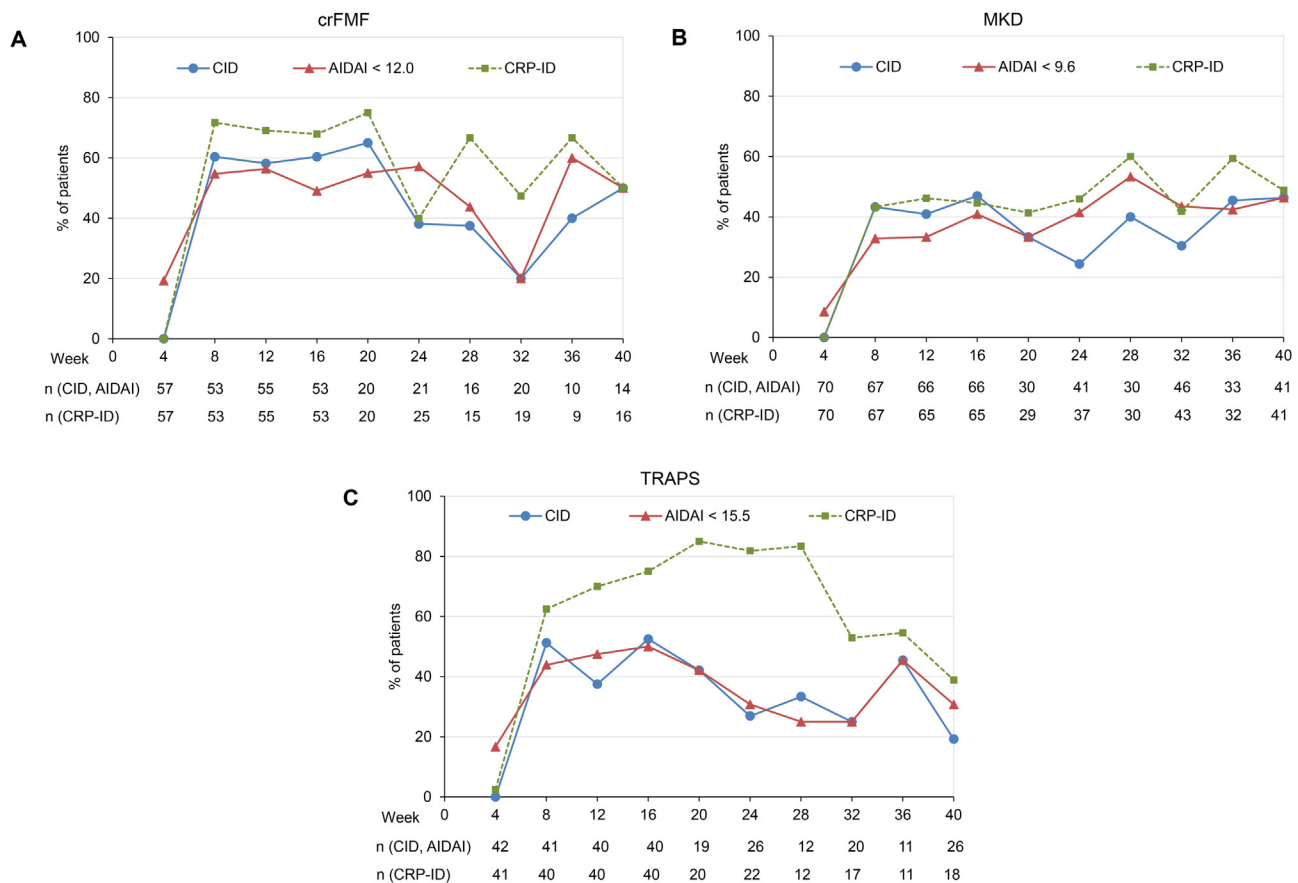 A
crFMF
CID AIDAI < 12.0 CRP-ID
% of patients
100
80
60
40
20
0
Week 0 4 8 12 16 20 24 28 32 36 40
n (CID, AIDAI) 57 53 55 53 20 21 16 20 10 14
n (CRP-ID) 57 53 55 53 20 25 15 19 9 16
B
MKD
CID AIDAI < 9.6 CRP-ID
% of patients
100
80
60
40
20
0
Week 0 4 8 12 16 20 24 28 32 36 40
n (CID, AIDAI) 70 67 66 66 30 41 30 46 33 41
n (CRP-ID) 70 67 65 65 29 37 30 43 32 41
C
TRAPS
CID AIDAI < 15.5 CRP-ID
% of patients
100
80
60
40
20
0
Week 0 4 8 12 16 20 24 28 32 36 40
n (CID, AIDAI) 42 41 40 40 19 26 12 20 11 26
n (CRP-ID) 41 40 40 40 20 22 12 17 11 18